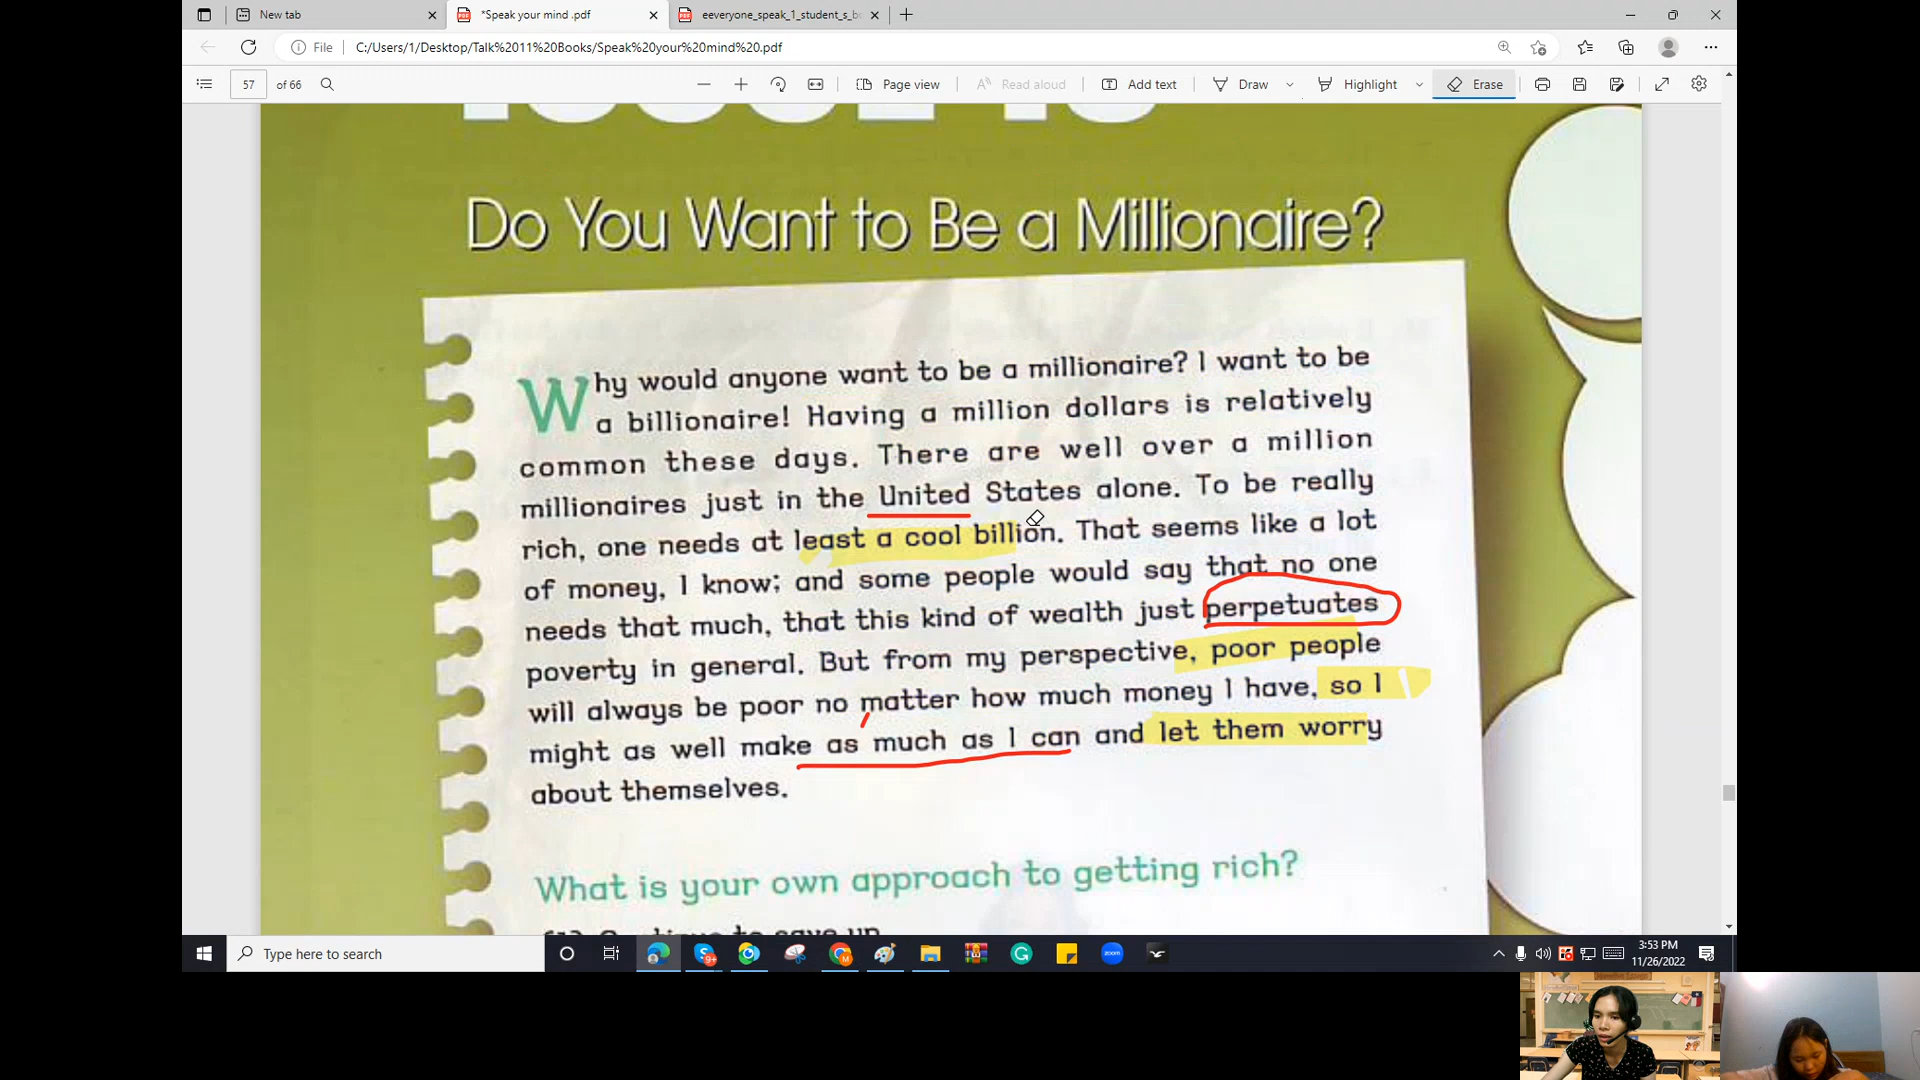 New tab
*Speak your mind .pdf
eeveryone_speak_1_student_s_b
File
C:/Users/1/Desktop/Talk%2011%20Books/Speak%20your%20mind%20.pdf
57 of 66
Page view
Read aloud
Add text
Draw
Highlight
Erase
Do You Want to Be a Millionaire?
Why would anyone want to be a millionaire? I want to be
a billionaire! Having a million dollars is relatively
common these days. There are well over a million
millionaires just in the United States alone. To be really
rich, one needs at least a cool billion. That seems like a lot
of money, I know; and some people would say that no one
needs that much, that this kind of wealth just perpetuates
poverty in general. But from my perspective, poor people
will always be poor no matter how much money I have, so I
might as well make as much as I can and let them worry
about themselves.
What is your own approach to getting rich?
to save up
Type here to search
9+
M
zoom
3:53 PM
11/26/2022